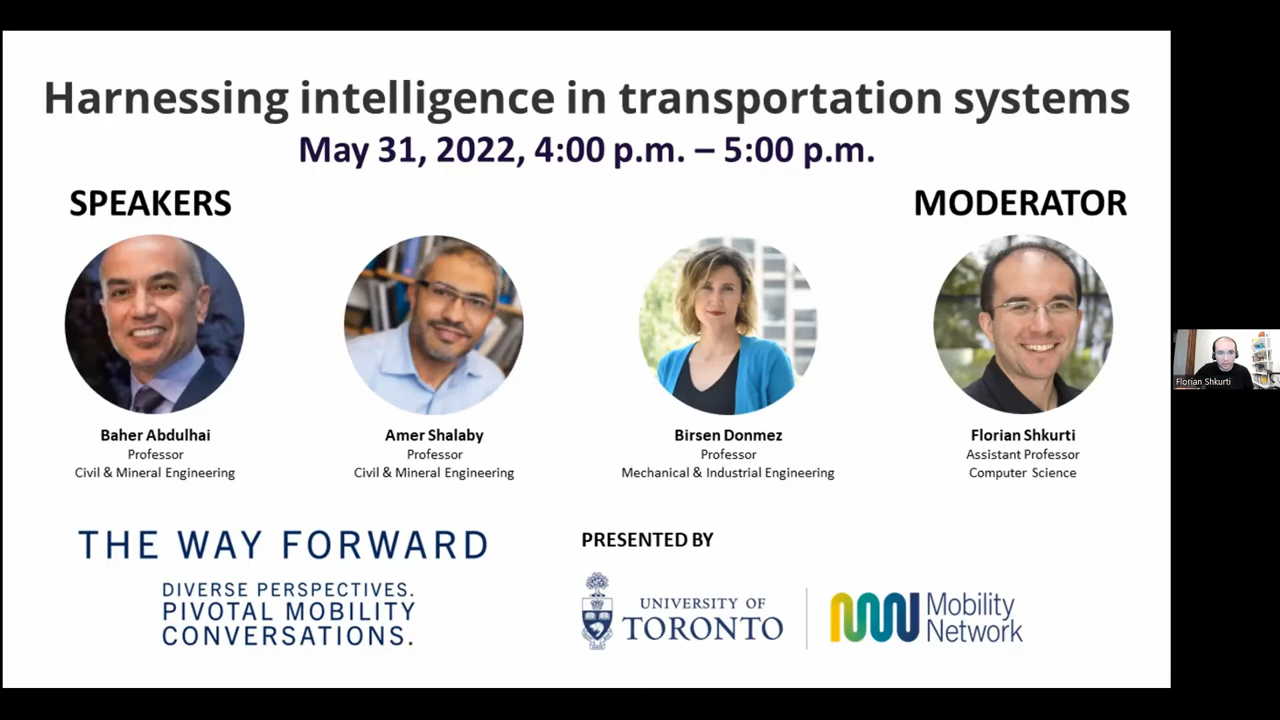 Harnessing intelligence in transportation systems
May 31, 2022, 4:00 p.m. – 5:00 p.m.
SPEAKERS
MODERATOR
Baher Abdulhai
Professor
Civil & Mineral Engineering
Amer Shalaby
Professor
Civil & Mineral Engineering
Birsen Donmez
Professor
Mechanical & Industrial Engineering
Florian Shkurti
Assistant Professor
Computer Science
Florian Shkurti
THE WAY FORWARD
DIVERSE PERSPECTIVES.
PIVOTAL MOBILITY
CONVERSATIONS.
PRESENTED BY
UNIVERSITY OF
TORONTO
Mobility
Network